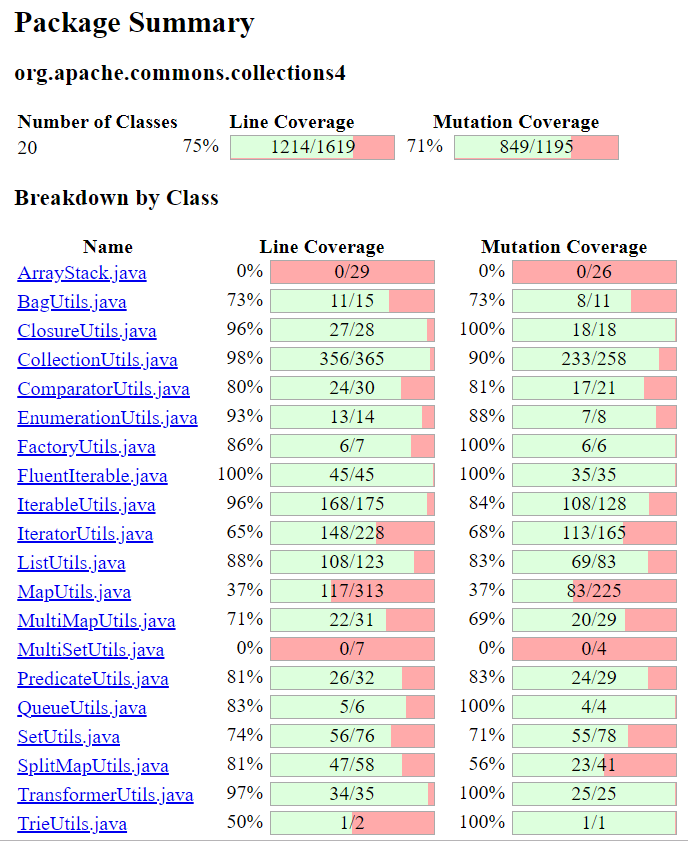 Package Summary
org.apache.commons.collections4
Number of Classes Line Coverage Mutation Coverage
20 75% 1214/1619 71% 849/1195
Breakdown by Class
Name Line Coverage Mutation Coverage
ArrayStack.java 0% 0/29 0% 0/26
BagUtils.java 73% 11/15 73% 8/11
ClosureUtils.java 96% 27/28 100% 18/18
CollectionUtils.java 98% 356/365 90% 233/258
ComparatorUtils.java 80% 24/30 81% 17/21
EnumerationUtils.java 93% 13/14 88% 7/8
FactoryUtils.java 86% 6/7 100% 6/6
FluentIterable.java 100% 45/45 100% 35/35
IterableUtils.java 96% 168/175 84% 108/128
IteratorUtils.java 65% 148/228 68% 113/165
ListUtils.java 88% 108/123 83% 69/83
MapUtils.java 37% 117/313 37% 83/225
MultiMapUtils.java 71% 22/31 69% 20/29
MultiSetUtils.java 0% 0/7 0% 0/4
PredicateUtils.java 81% 26/32 83% 24/29
QueueUtils.java 83% 5/6 100% 4/4
SetUtils.java 74% 56/76 71% 55/78
SplitMapUtils.java 81% 47/58 56% 23/41
TransformerUtils.java 97% 34/35 100% 25/25
TrieUtils.java 50% 1/2 100% 1/1